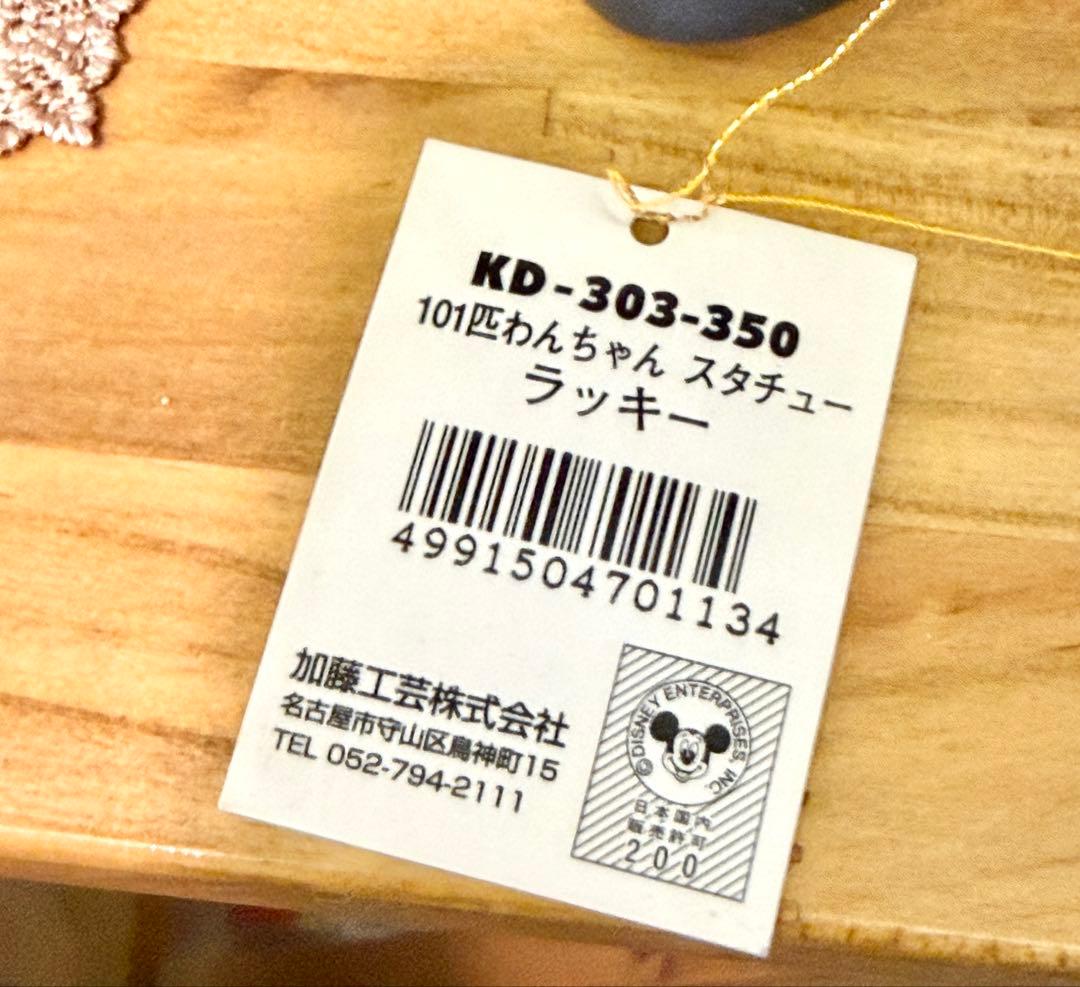 KD-303-350
101匹わんちゃん スタチュー
ラッキー
4991504701134
加藤工芸株式会社
名古屋市守山区鳥神町15
TEL 052-794-2111
©DISNEY ENTERPRISES, INC.
日本国内
販売許可
200